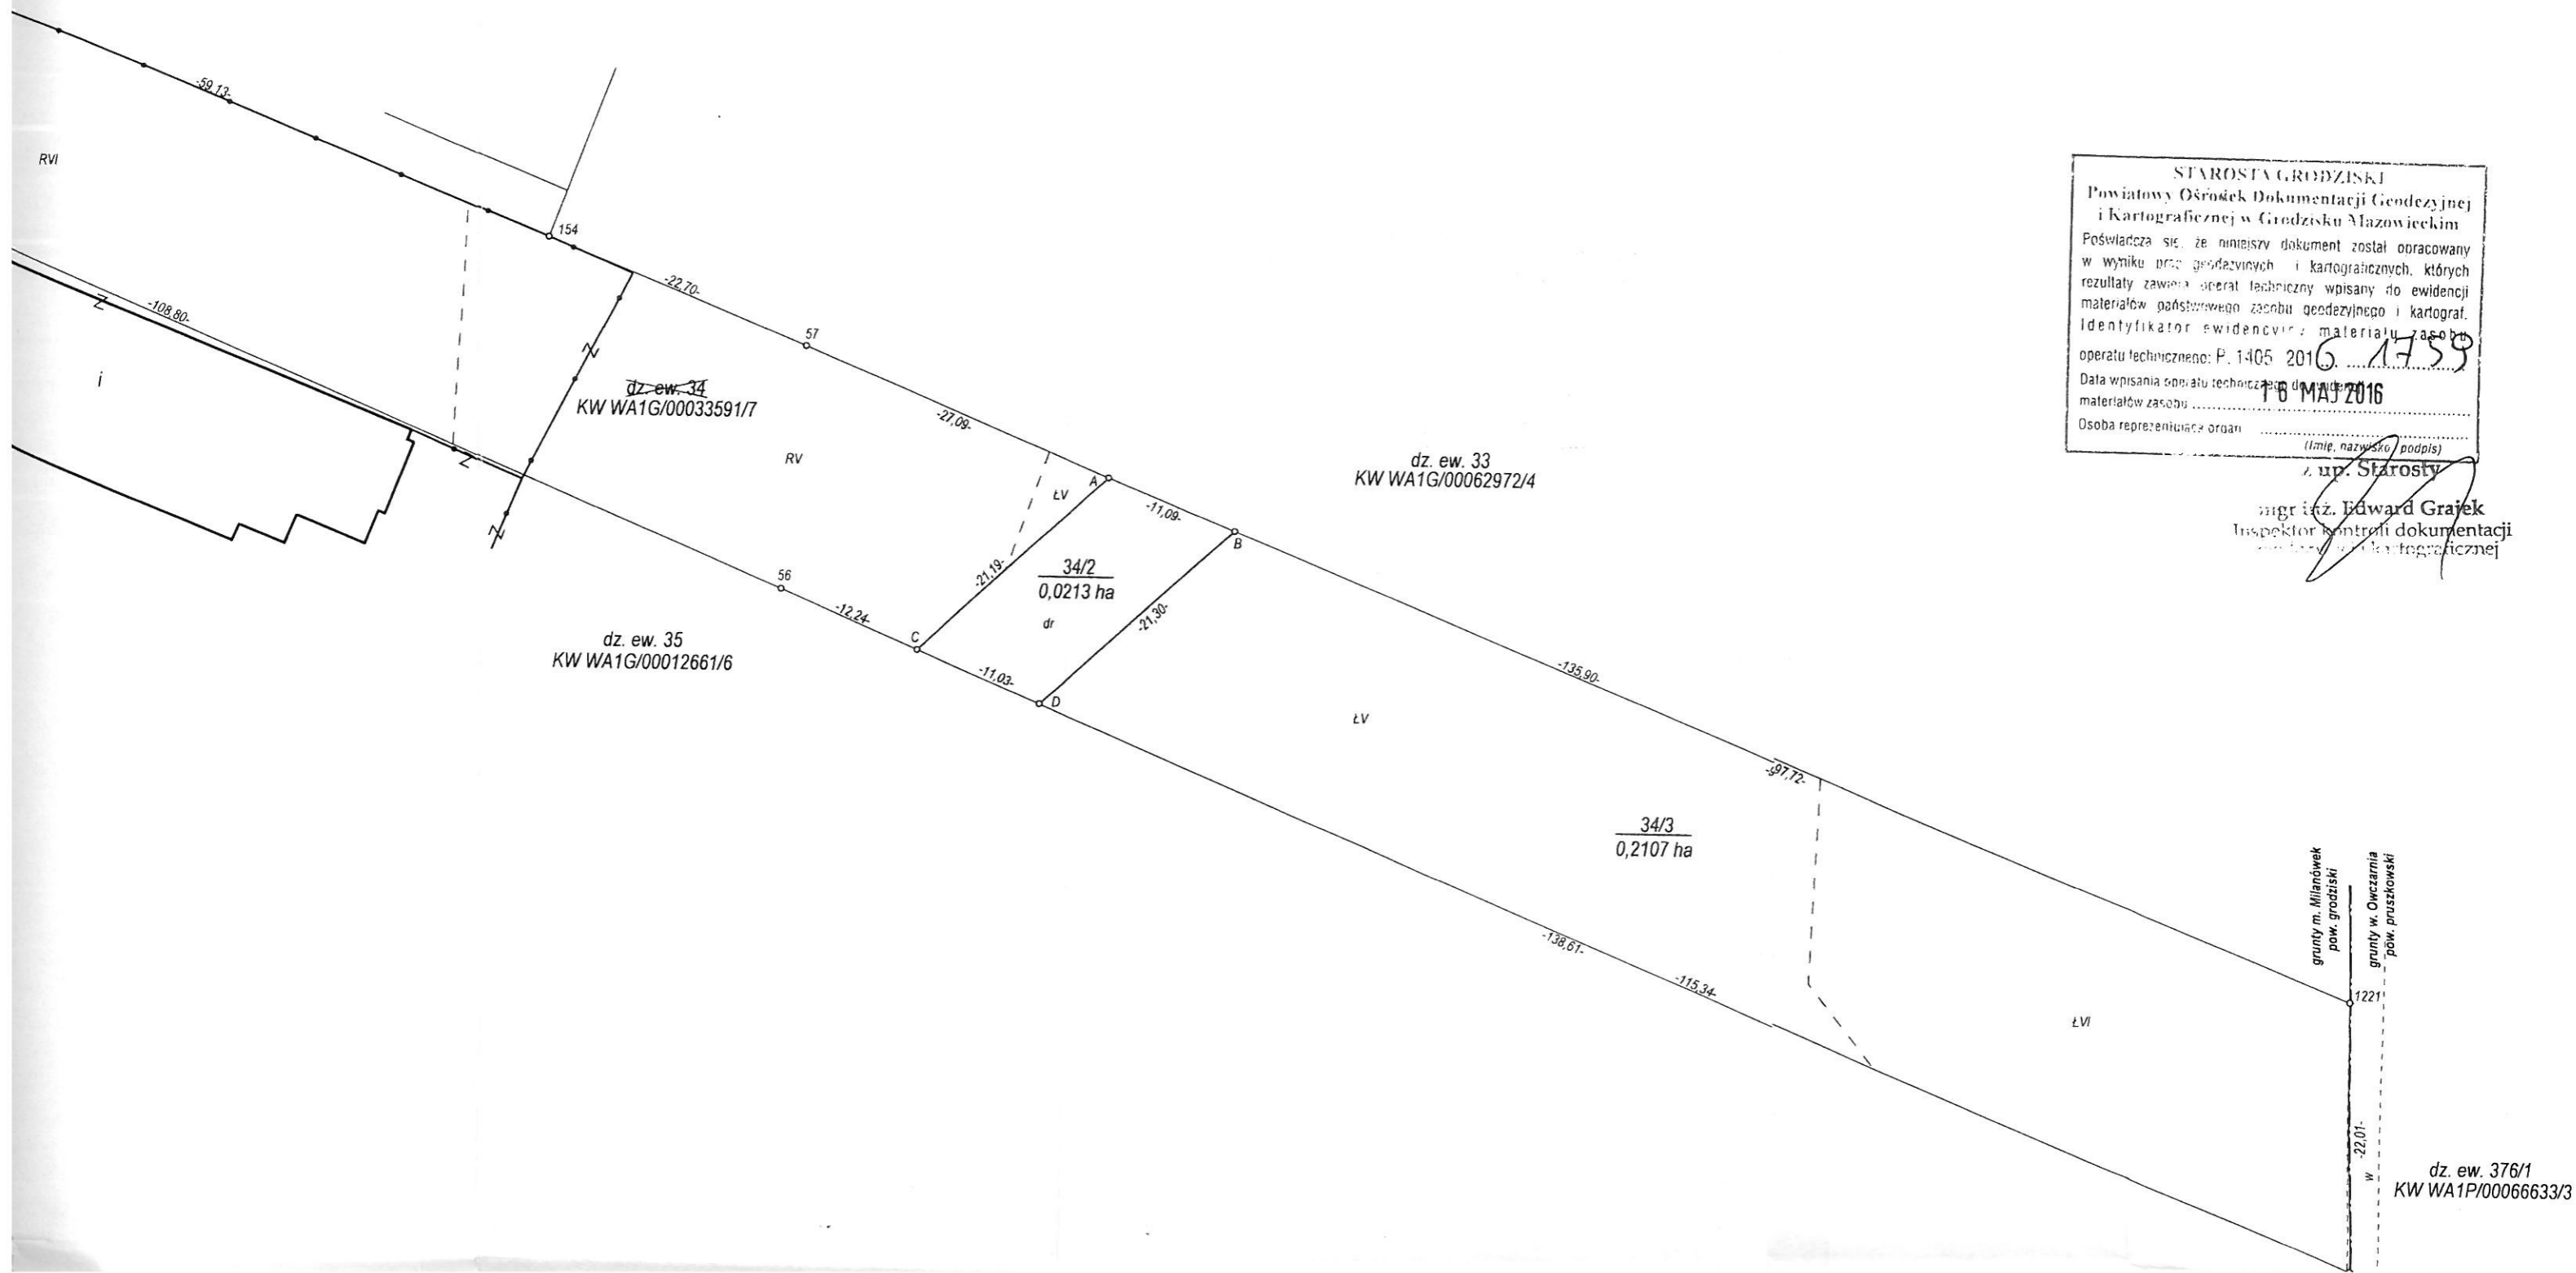 -59,13-
RVI
154
-22,70-
-108,80-
Z
Z
Z
Z
i
57
dz. ew. 34
KW WA1G/00033591/7
-27,09-
RV
ŁV
A
-11,09-
B
dz. ew. 33
KW WA1G/00062972/4
56
-12,24-
-21,19-
34/2
0,0213 ha
dr
-21,30-
C
-11,03-
D
dz. ew. 35
KW WA1G/00012661/6
-135,90-
ŁV
-97,72-
34/3
0,2107 ha
-138,61-
-115,34-
ŁVI
grunty m. Milanówek
pow. grodziski
grunty w. Owczarnia
pow. pruszkowski
1221
-22,01-
w
dz. ew. 376/1
KW WA1P/00066633/3
STAROSTA GRODZISKI
Powiatowy Ośrodek Dokumentacji Geodezyjnej
i Kartograficznej w Grodzisku Mazowieckim
Poświadcza się, że niniejszy dokument został opracowany
w wyniku prac geodezyjnych i kartograficznych, których
rezultaty zawiera operat techniczny wpisany do ewidencji
materiałów państwowego zasobu geodezyjnego i kartograf.
Identyfikator ewidencyjny materiału zasobu
operatu technicznego: P. 1405 2016 1759
Data wpisania operatu technicznego do ewidencji
materiałów zasobu 16 MAJ 2016
Osoba reprezentująca organ
(imię, nazwisko, podpis)
z up. Starosty
mgr inż. Edward Grajek
Inspektor kontroli dokumentacji
kartograficznej